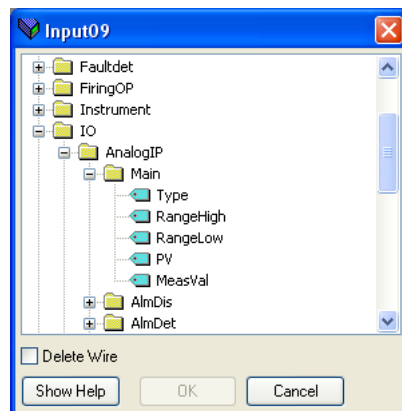 Input09
Faultdet
FiringOP
Instrument
IO
AnalogIP
Main
Type
RangeHigh
RangeLow
PV
MeasVal
AlmDis
AlmDet
Delete Wire
Show Help OK Cancel